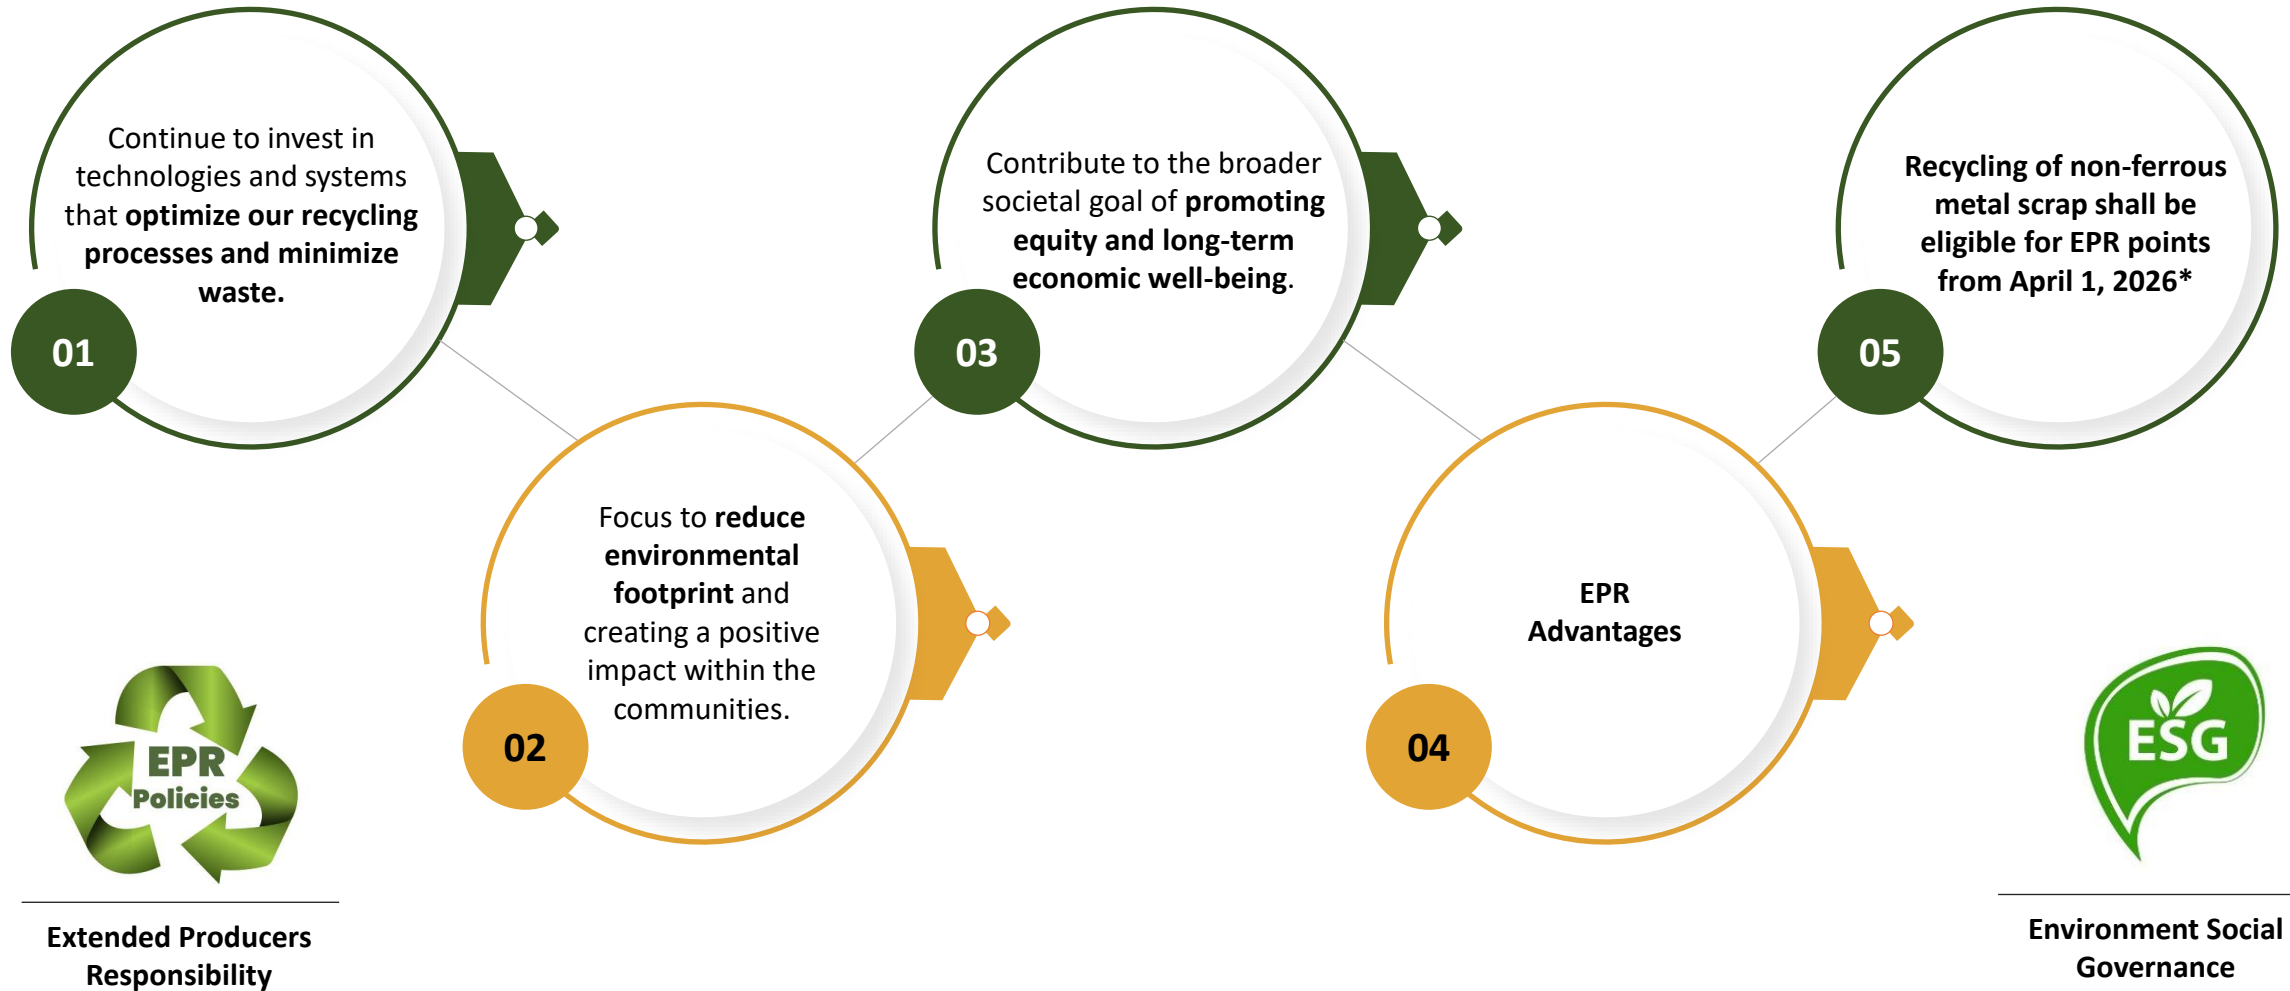 Continue to invest in
technologies and systems
that optimize our recycling
processes and minimize
waste.
01
Focus to reduce
environmental
footprint and
creating a positive
impact within the
communities.
02
Contribute to the broader
societal goal of promoting
equity and long-term
economic well-being.
03
EPR
Advantages
04
Recycling of non-ferrous
metal scrap shall be
eligible for EPR points
from April 1, 2026*
05
EPR
Policies
Extended Producers
Responsibility
ESG
Environment Social
Governance